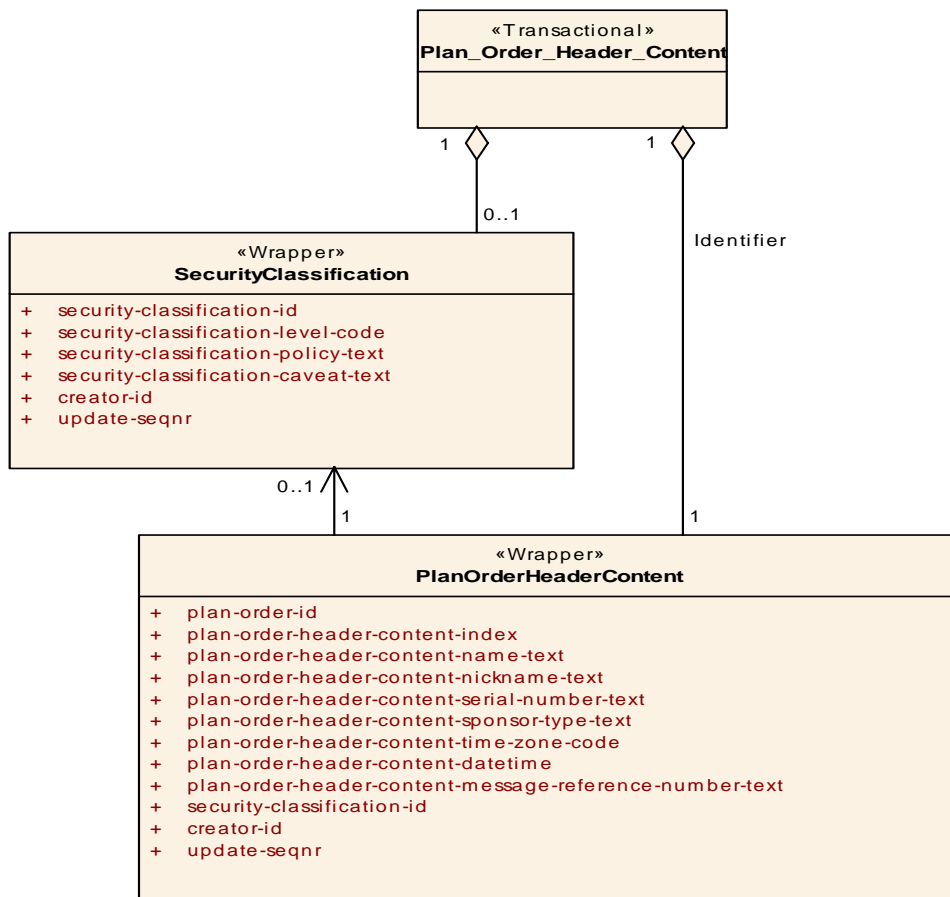 «Transactional»
Plan_Order_Header_Content
1
1
0..1
Identifier
«Wrapper»
SecurityClassification
+ security-classification-id
+ security-classification-level-code
+ security-classification-policy-text
+ security-classification-caveat-text
+ creator-id
+ update-seqnr
0..1
1
1
«Wrapper»
PlanOrderHeaderContent
+ plan-order-id
+ plan-order-header-content-index
+ plan-order-header-content-name-text
+ plan-order-header-content-nickname-text
+ plan-order-header-content-serial-number-text
+ plan-order-header-content-sponsor-type-text
+ plan-order-header-content-time-zone-code
+ plan-order-header-content-datetime
+ plan-order-header-content-message-reference-number-text
+ security-classification-id
+ creator-id
+ update-seqnr